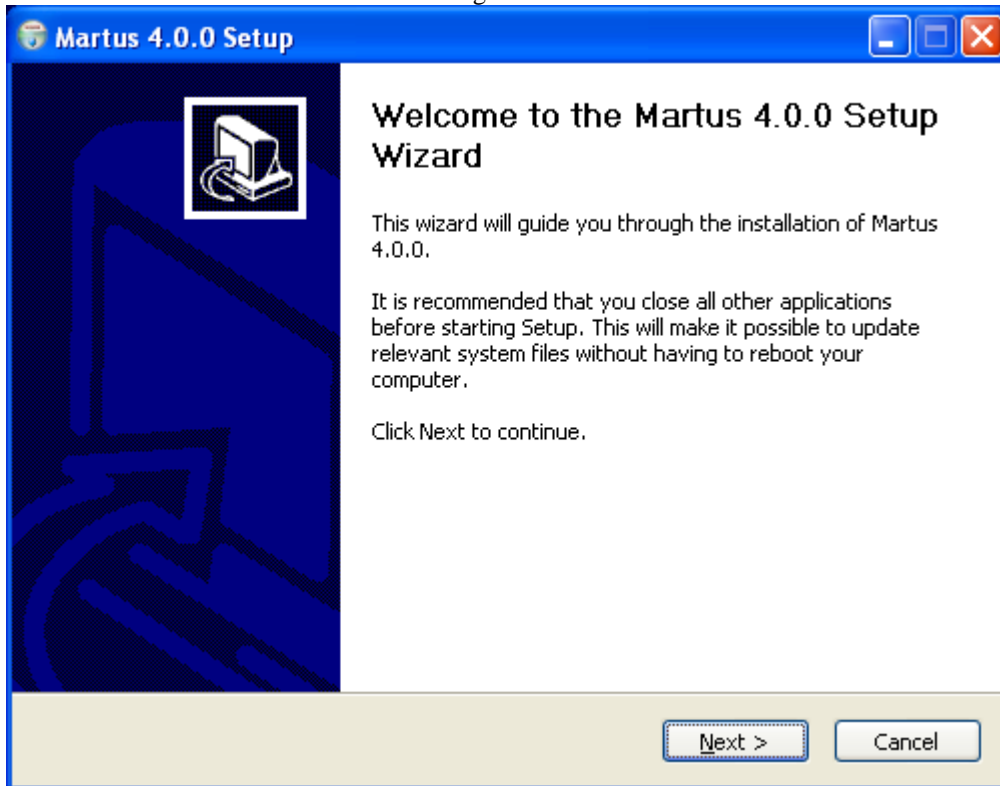 Martus 4.0.0 Setup
Welcome to the Martus 4.0.0 Setup
Wizard
This wizard will guide you through the installation of Martus
4.0.0.
It is recommended that you close all other applications
before starting Setup. This will make it possible to update
relevant system files without having to reboot your
computer.
Click Next to continue.
Next >
Cancel